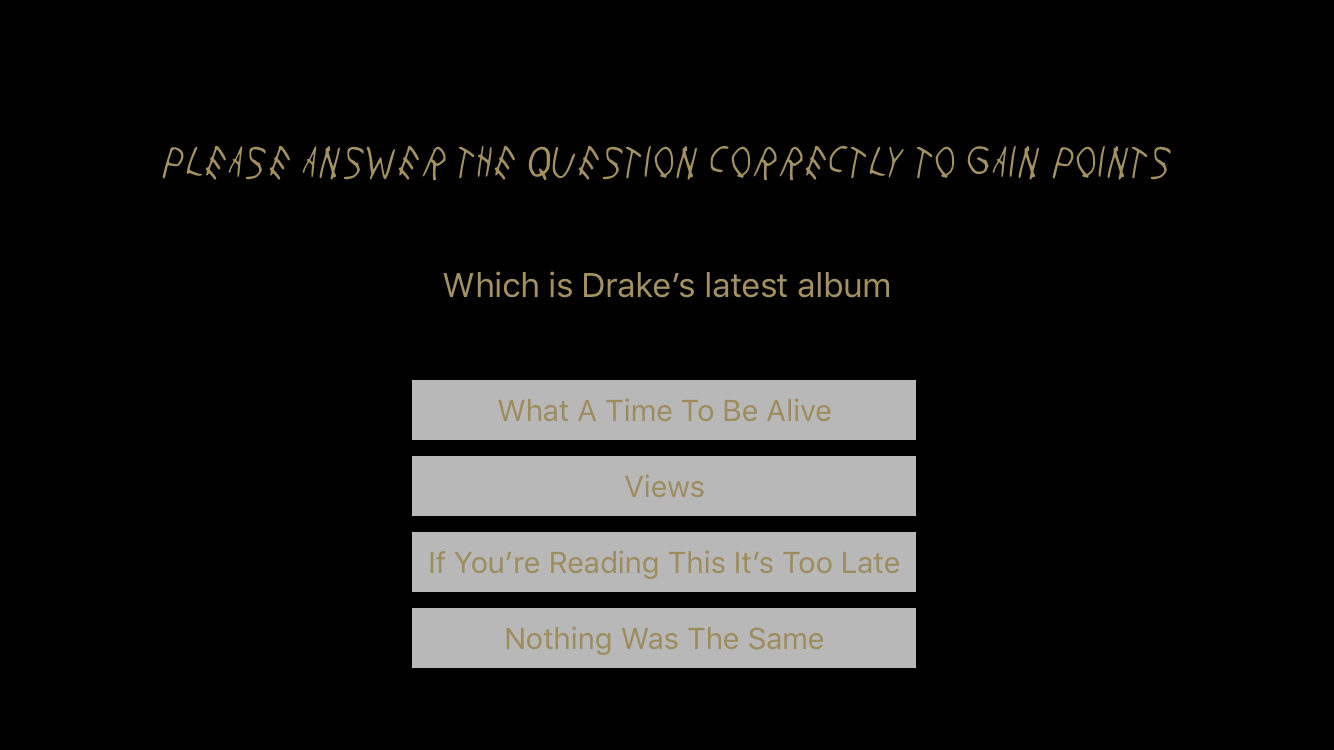 PLEASE ANSWER THE QUESTION CORRECTLY TO GAIN POINTS
Which is Drake’s latest album
What A Time To Be Alive
Views
If You’re Reading This It’s Too Late
Nothing Was The Same